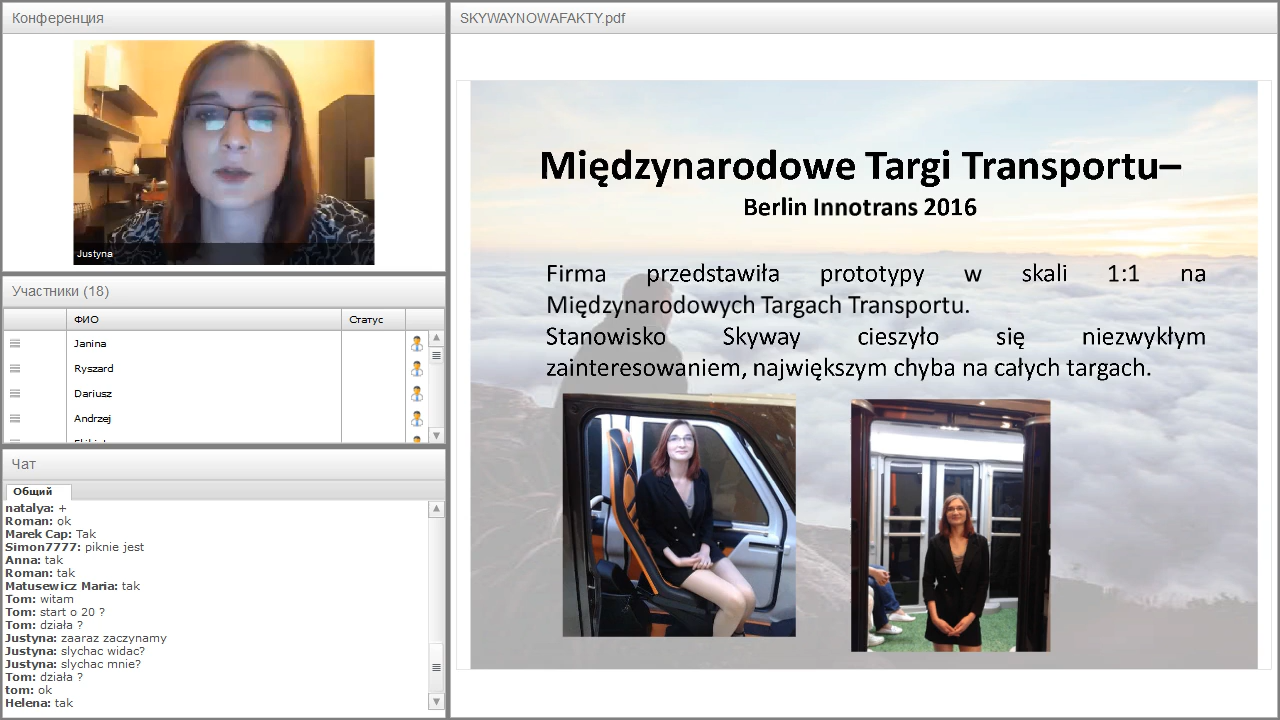 Конференция
Justyna
Участники (18)
ФИО Статус
Janina
Ryszard
Dariusz
Andrzej
Чат
Общий
natalya: +
Roman: ok
Marek Cap: Tak
Simon7777: piknie jest
Anna: tak
Roman: tak
Matusewicz Maria: tak
Tom: witam
Tom: start o 20 ?
Tom: działa ?
Justyna: zaaraz zaczynamy
Justyna: slychac widac?
Justyna: slychac mnie?
Tom: działa ?
tom: ok
Helena: tak
SKYWAYNOWAFAKTY.pdf
Międzynarodowe Targi Transportu–
Berlin Innotrans 2016
Firma przedstawiła prototypy w skali 1:1 na
Międzynarodowych Targach Transportu.
Stanowisko Skyway cieszyło się niezwykłym
zainteresowaniem, największym chyba na całych targach.